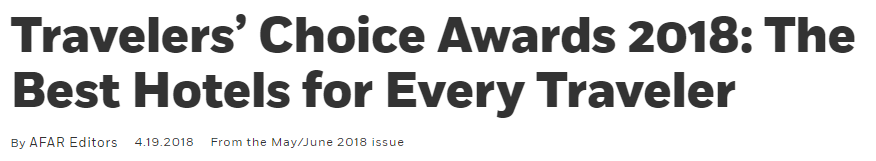 Travelers’ Choice Awards 2018: The
Best Hotels for Every Traveler
By AFAR Editors 4.19.2018 From the May/June 2018 issue